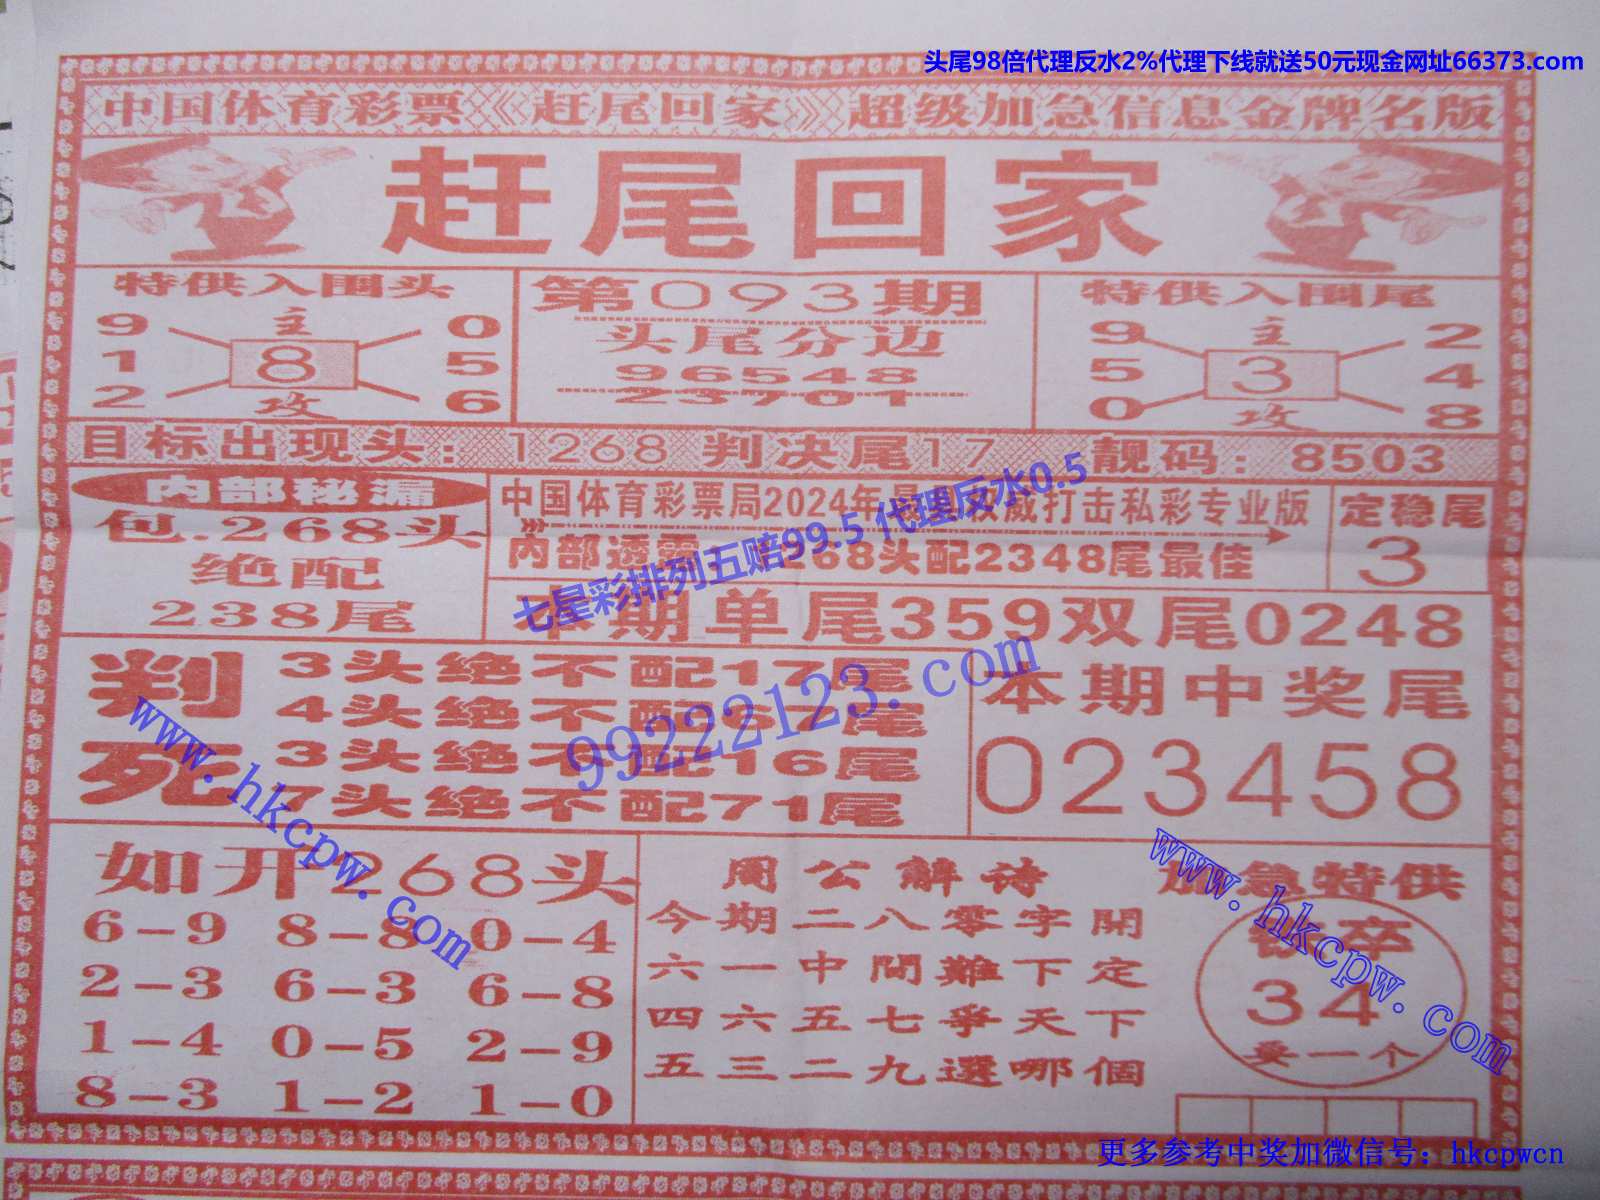 头尾98倍代理反水2%代理下线就送50元现金网址66373.com
中国体育彩票《赶尾回家》超级加急信息金牌名版
赶尾回家
特供入围头
9 主 0
1 8 5
2 攻 6
第093期
头尾分边
96548
23701
特供入围尾
9 主 2
5 3 4
0 攻 8
目标出现头：1268 判决尾17 靓码：8503
内部秘漏
包.268头
绝配
238尾
中国体育彩票局2024年最 权威打击私彩专业版
内部透 268头配2348尾最佳
定稳尾
3
七星彩排列五赔99.5 代理反水0.5
本期单尾359双尾0248
判死
3头绝不配17尾
4头绝不配 7尾
3头绝不配16尾
7头绝不配71尾
99222123.com
本期中奖尾
023458
www.hkcpw.com
如开268头
6-9 8-8 0-4
2-3 6-3 6-8
1-4 0-5 2-9
8-3 1-2 1-0
周公解诗
今期二八零字開
六一中間難下定
四六五七爭天下
五三二九選哪個
急特供
卒
34
买一个
www.hkcpw.com
更多参考中奖加微信号：hkcpwcn